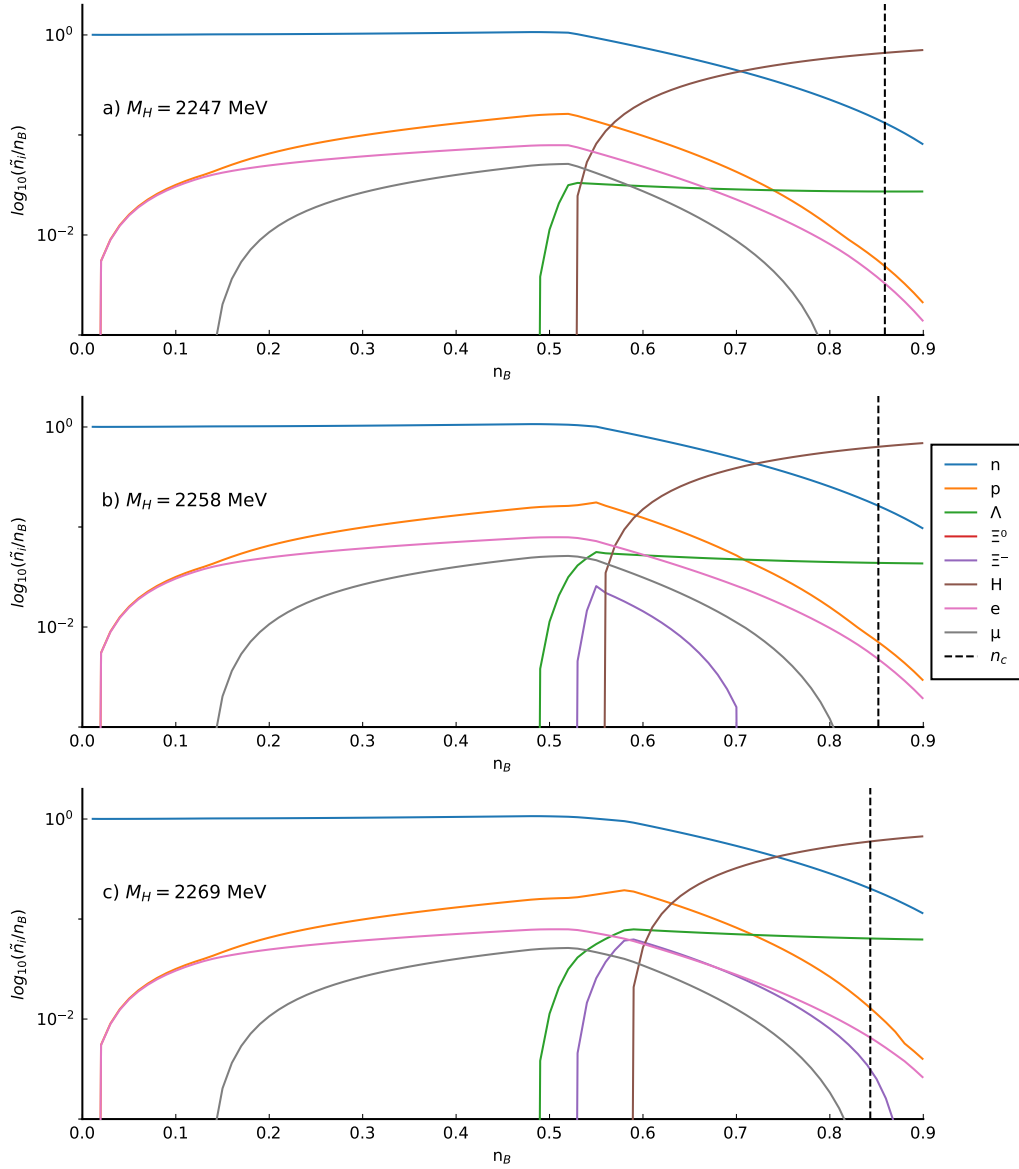 10⁰
a) M_H = 2247 MeV
log₁₀(ñᵢ/n_B)
10⁻²
0.0 0.1 0.2 0.3 0.4 0.5 0.6 0.7 0.8 0.9
n_B
10⁰
b) M_H = 2258 MeV
log₁₀(ñᵢ/n_B)
10⁻²
0.0 0.1 0.2 0.3 0.4 0.5 0.6 0.7 0.8 0.9
n_B
n
p
Λ
Ξ⁰
Ξ⁻
H
e
μ
n_c
10⁰
c) M_H = 2269 MeV
log₁₀(ñᵢ/n_B)
10⁻²
0.0 0.1 0.2 0.3 0.4 0.5 0.6 0.7 0.8 0.9
n_B